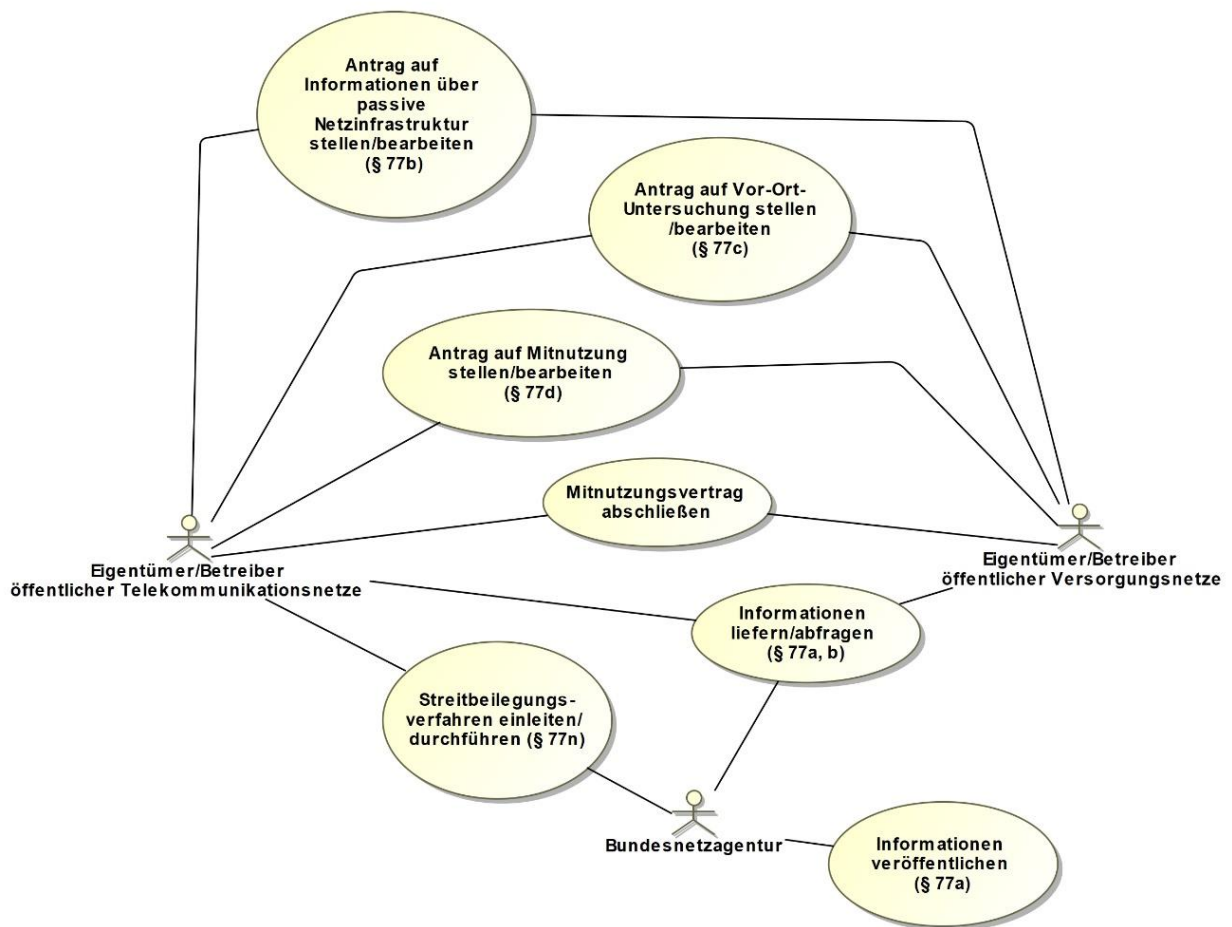 Antrag auf
Informationen über
passive
Netzinfrastruktur
stellen/bearbeiten
(§ 77b)
Antrag auf Vor-Ort-
Untersuchung stellen
/bearbeiten
(§ 77c)
Antrag auf Mitnutzung
stellen/bearbeiten
(§ 77d)
Mitnutzungsvertrag
abschließen
Eigentümer/Betreiber
öffentlicher Telekommunikationsnetze
Eigentümer/Betreiber
öffentlicher Versorgungsnetze
Informationen
liefern/abfragen
(§ 77a, b)
Streitbeilegungs-
verfahren einleiten/
durchführen (§ 77n)
Bundesnetzagentur
Informationen
veröffentlichen
(§ 77a)